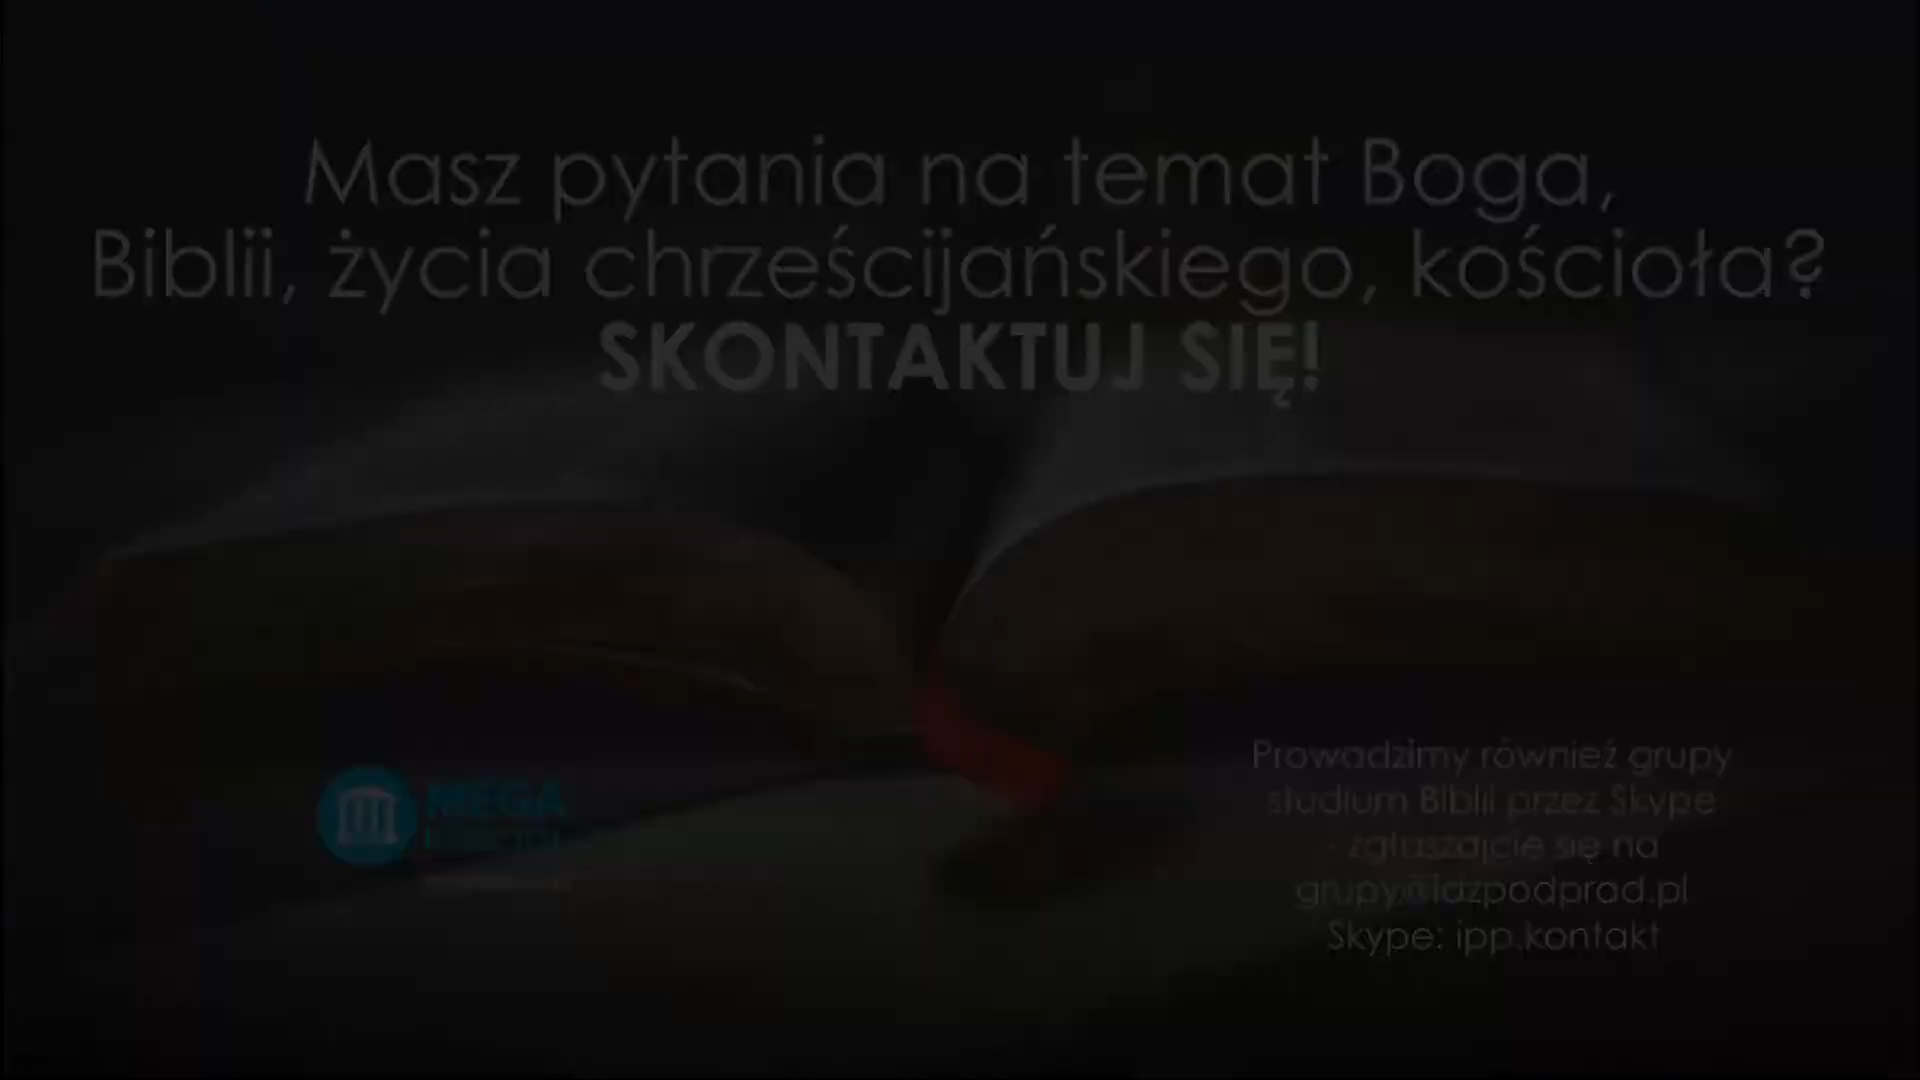 Masz pytania na temat Boga,
Biblii, życia chrześcijańskiego, kościoła?
SKONTAKTUJ SIĘ!
MEGA
Prowadzimy również grupy
studium Biblii przez Skype
- zgłaszajcie się na
grupy@idzpodprad.pl
Skype: ipp.kontakt